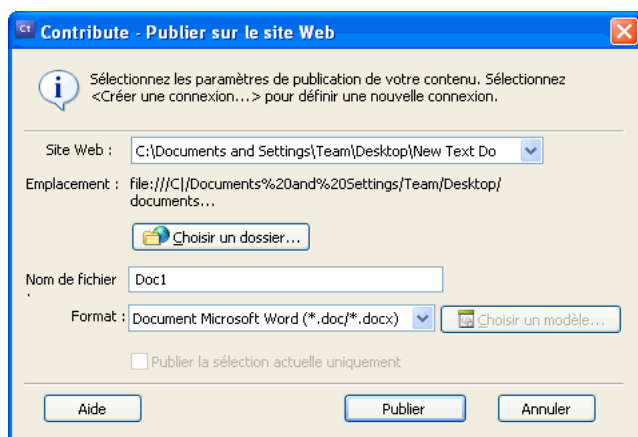 Ct Contribute - Publier sur le site Web
Sélectionnez les paramètres de publication de votre contenu. Sélectionnez
<Créer une connexion...> pour définir une nouvelle connexion.
Site Web : C:\Documents and Settings\Team\Desktop\New Text Do
Emplacement : file:///C|/Documents%20and%20Settings/Team/Desktop/
documents...
Choisir un dossier...
Nom de fichier Doc1
Format : Document Microsoft Word (*.doc/*.docx) Choisir un modèle...
Publier la sélection actuelle uniquement
Aide Publier Annuler